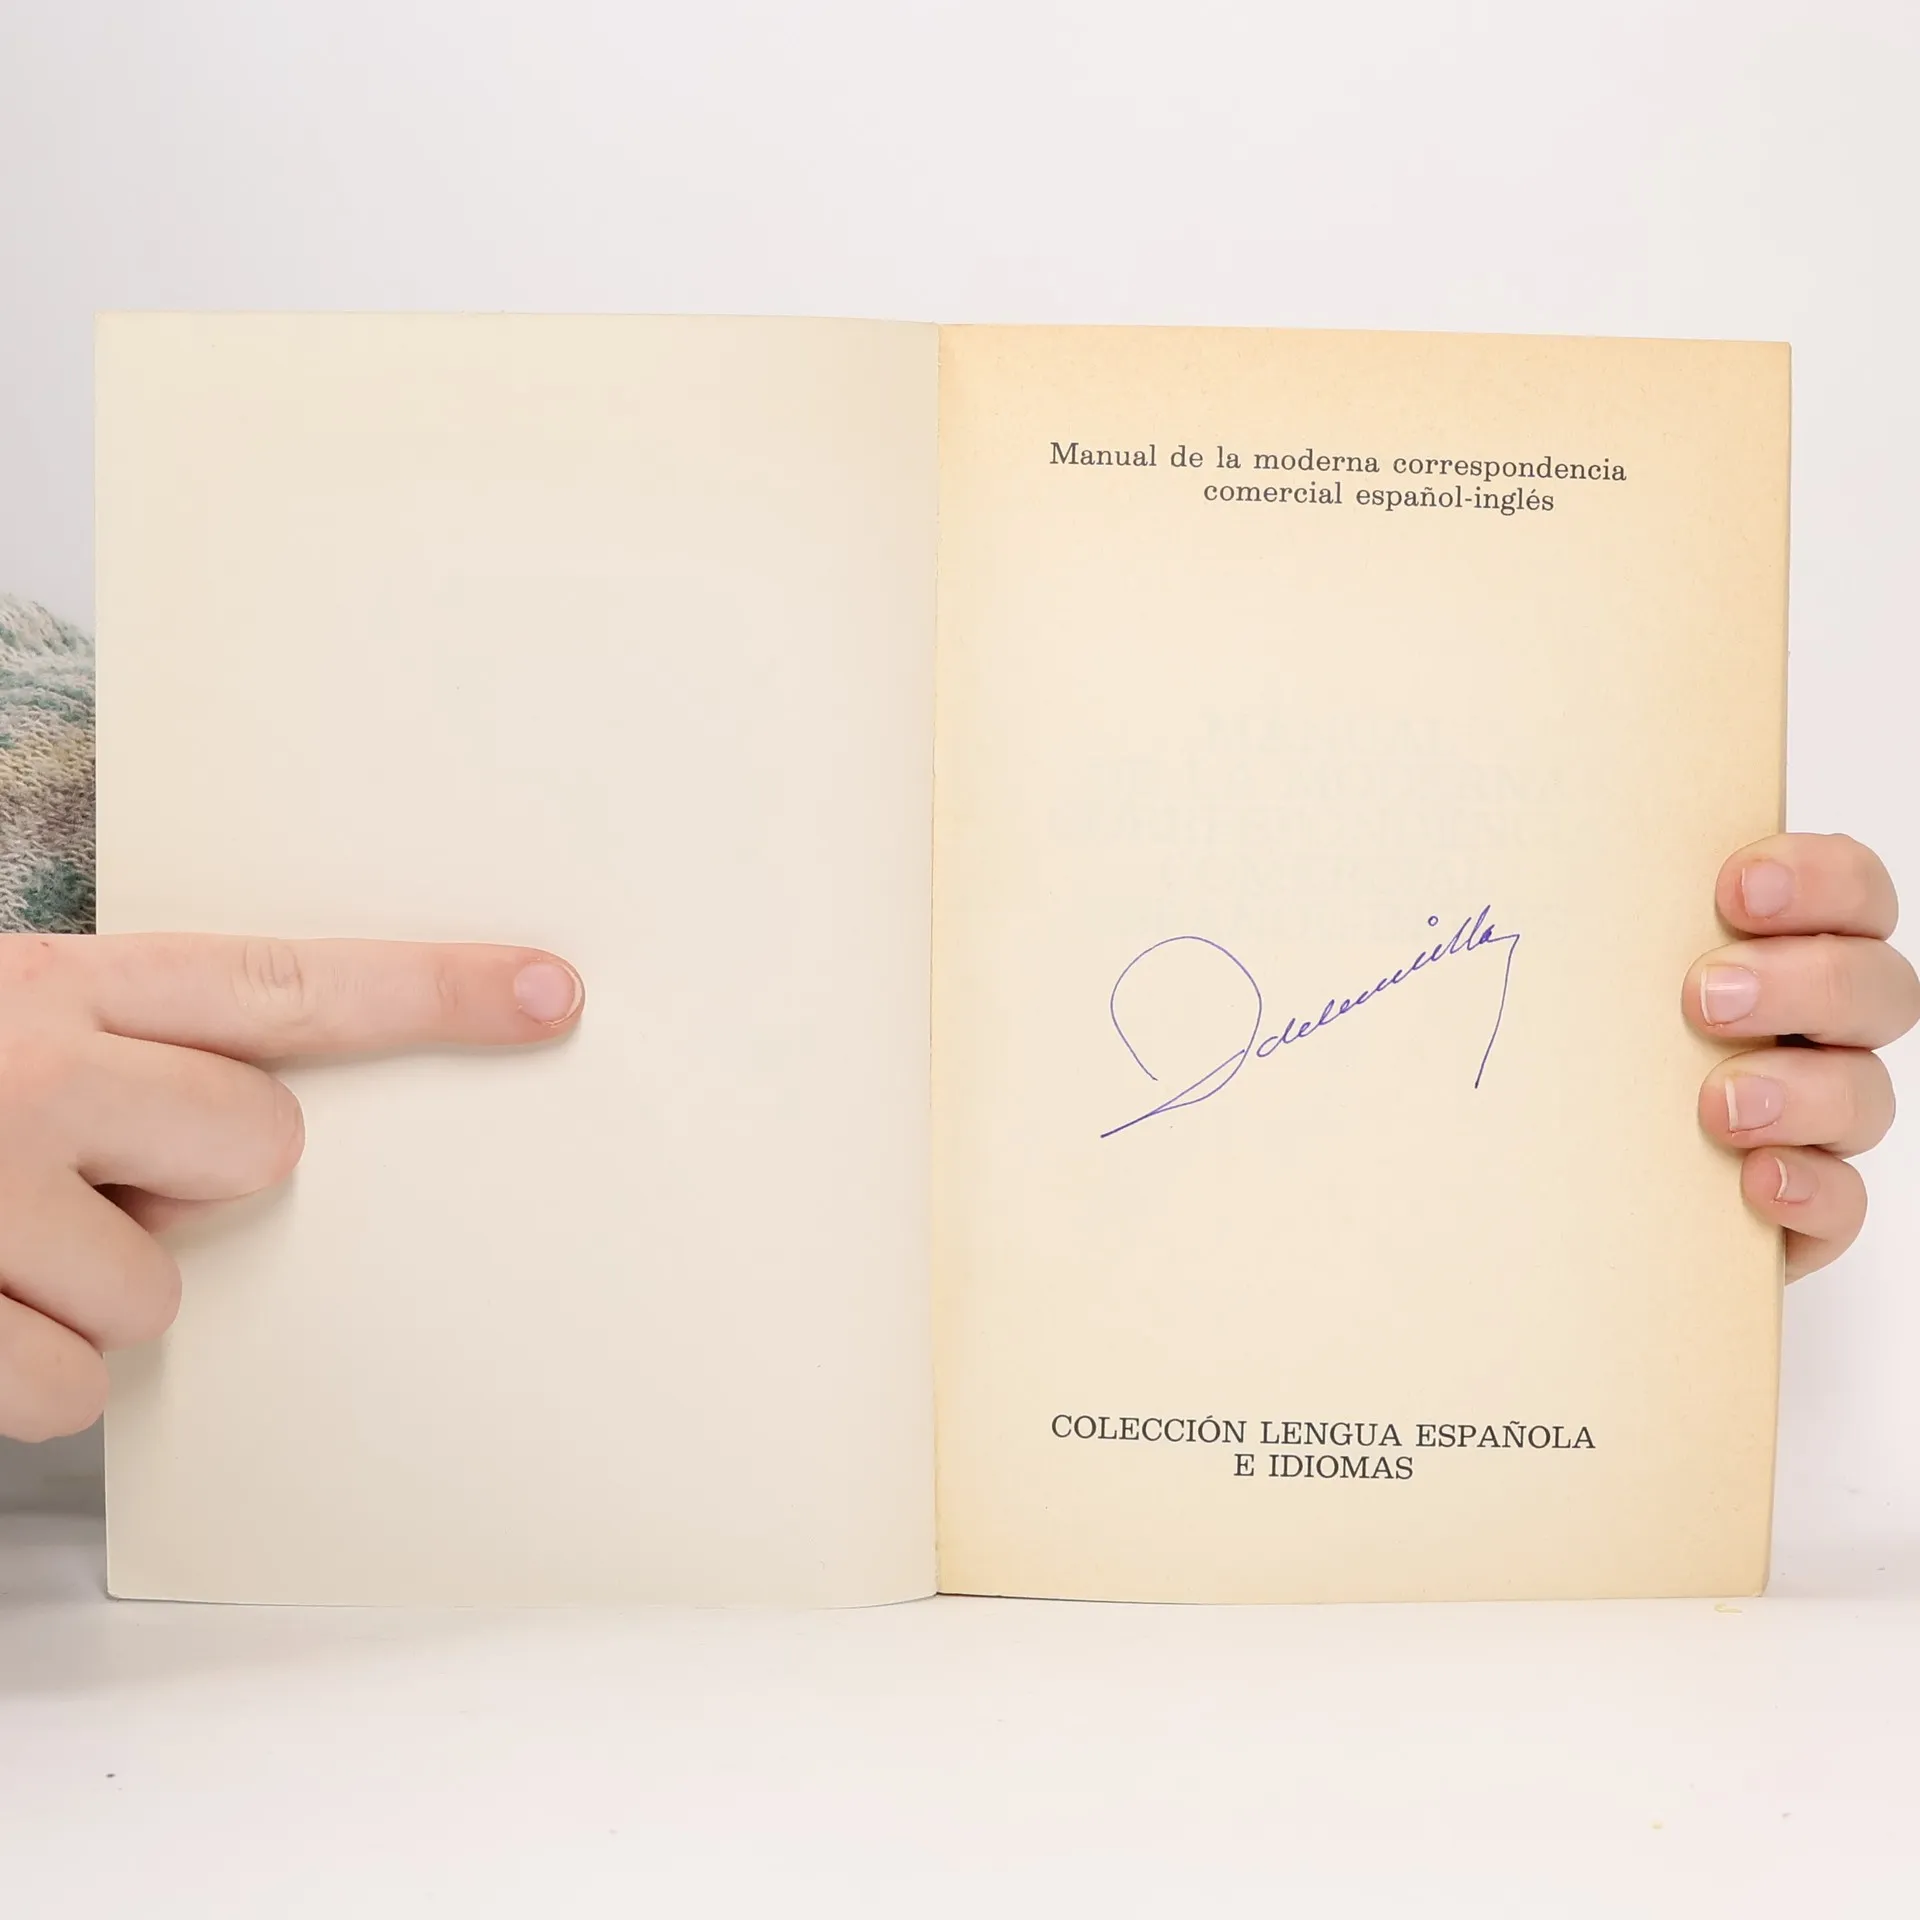 Manual de la moderna correspondencia
comercial español-inglés
COLECCIÓN LENGUA ESPAÑOLA
E IDIOMAS